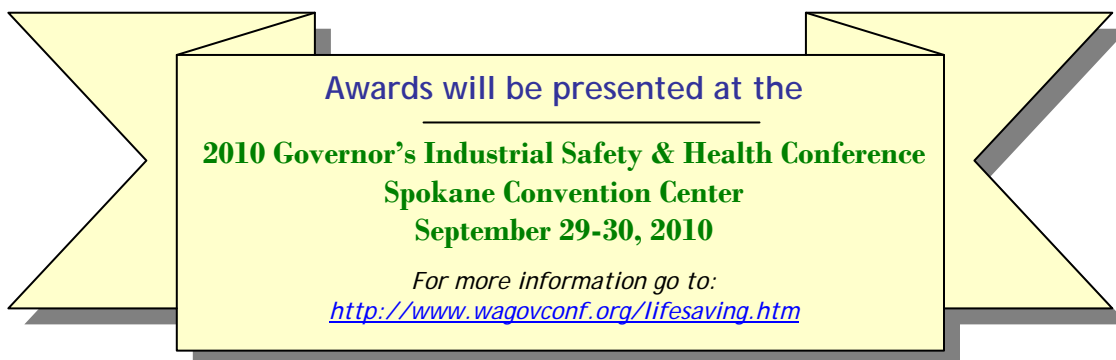 Awards will be presented at the
2010 Governor's Industrial Safety & Health Conference
Spokane Convention Center
September 29-30, 2010
For more information go to:
http://www.wagovconf.org/lifesaving.htm